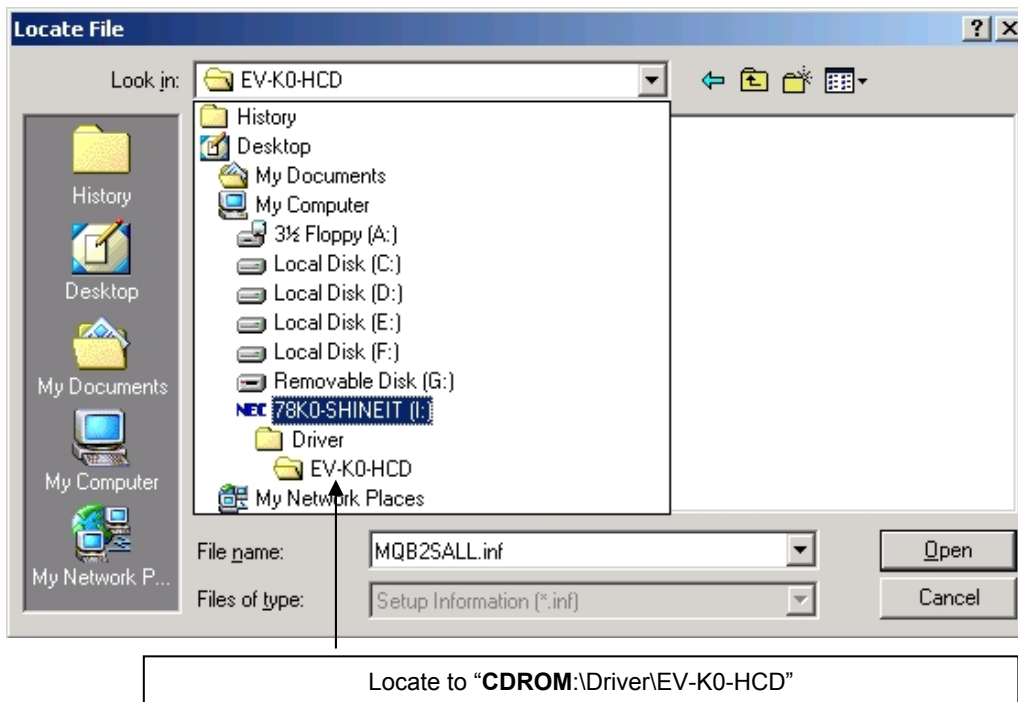 Locate File
Look in: EV-K0-HCD
History
Desktop
My Documents
My Computer
3½ Floppy (A:)
Local Disk (C:)
Local Disk (D:)
Local Disk (E:)
Local Disk (F:)
Removable Disk (G:)
NEC 78K0-SHINEIT (I:)
Driver
EV-K0-HCD
My Network Places
History
Desktop
My Documents
My Computer
My Network P...
File name: MQB2SALL.inf
Open
Files of type: Setup Information (*.inf)
Cancel
Locate to “CDROM:\Driver\EV-K0-HCD”